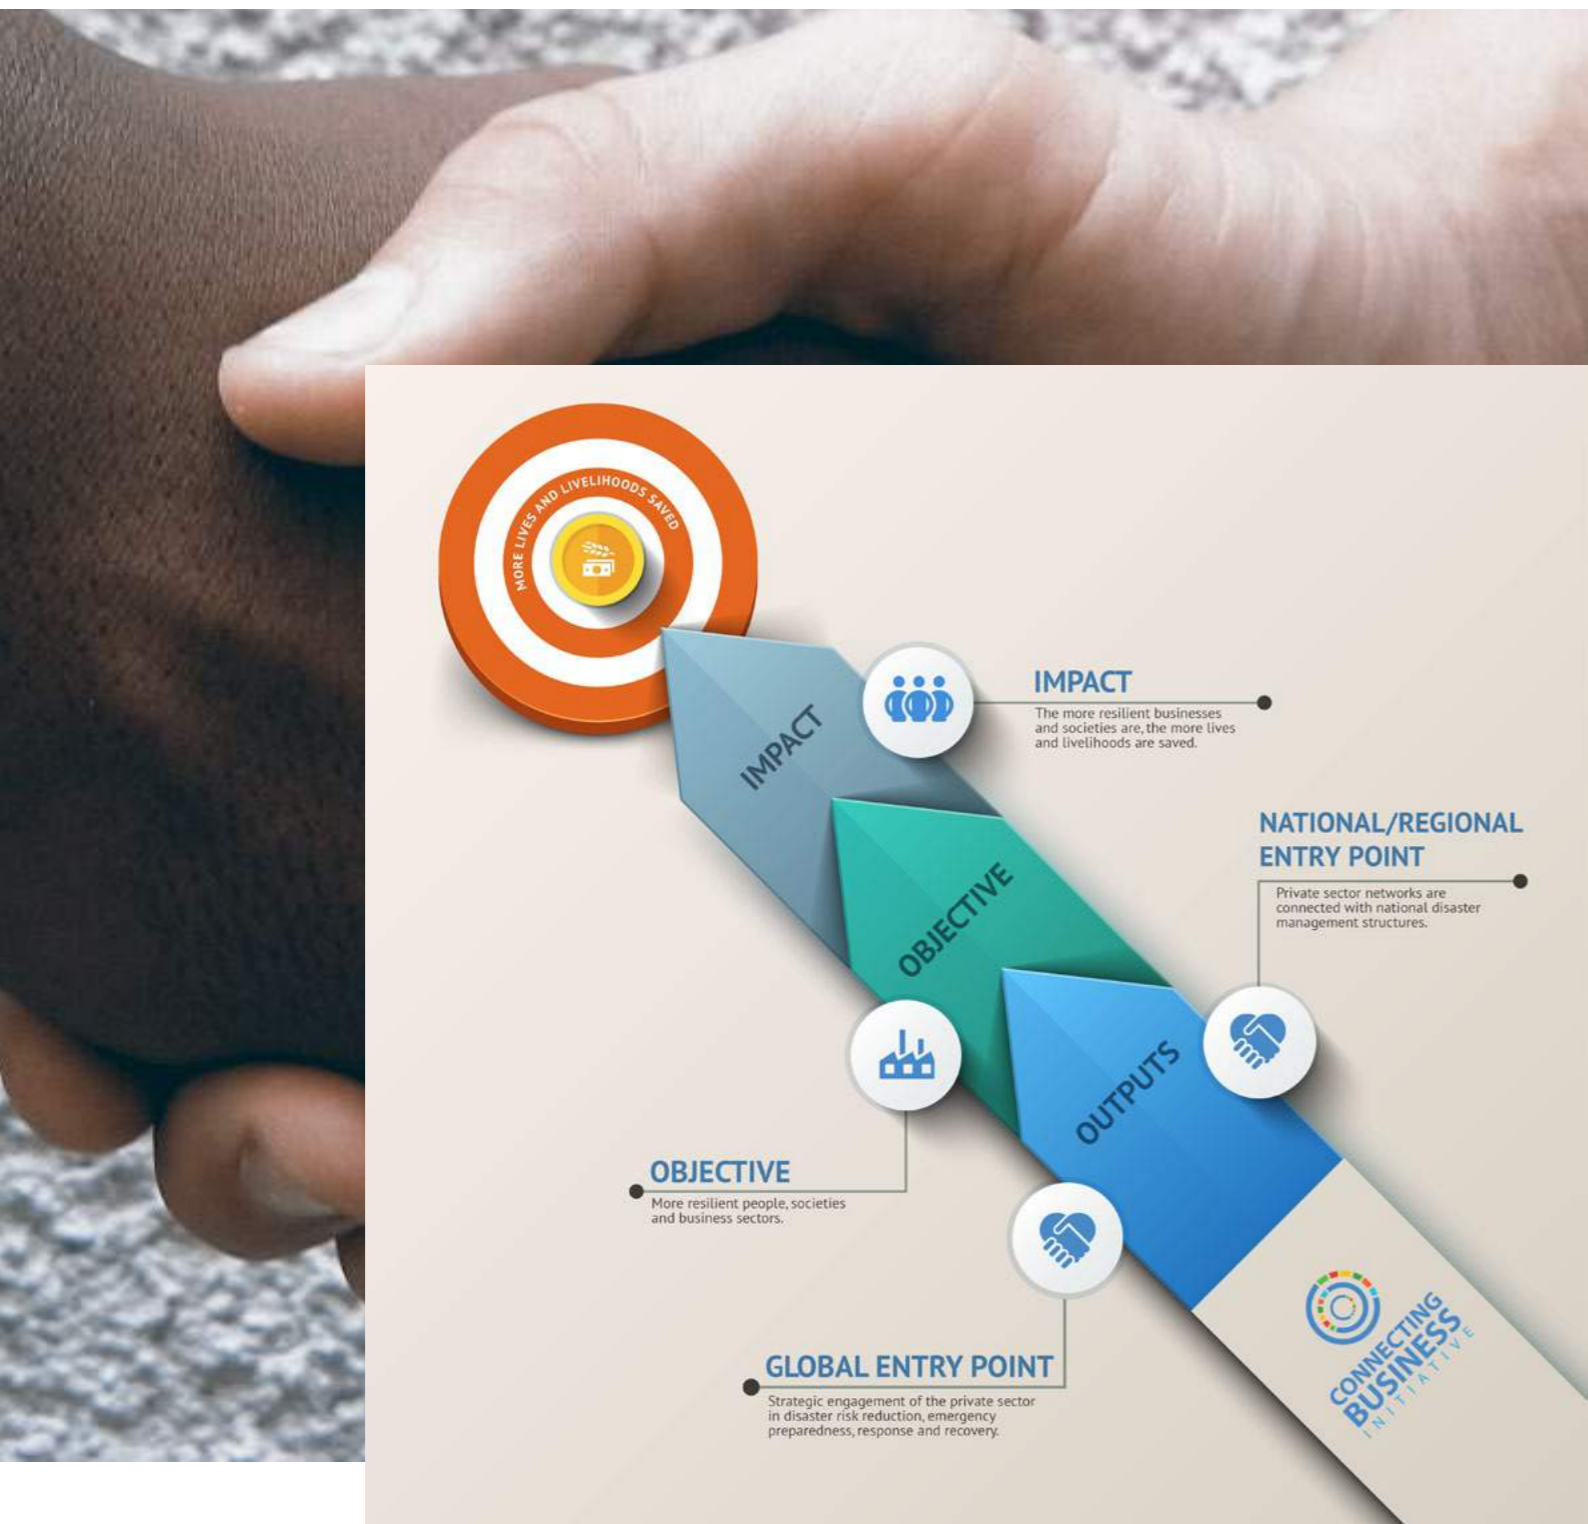 MORE LIVES AND LIVELIHOODS SAVED
IMPACT
IMPACT
The more resilient businesses
and societies are, the more lives
and livelihoods are saved.
NATIONAL/REGIONAL
ENTRY POINT
Private sector networks are
connected with national disaster
management structures.
OBJECTIVE
OBJECTIVE
More resilient people, societies
and business sectors.
OUTPUTS
GLOBAL ENTRY POINT
Strategic engagement of the private sector
in disaster risk reduction, emergency
preparedness, response and recovery.
CONNECTING
BUSINESS
INITIATIVE